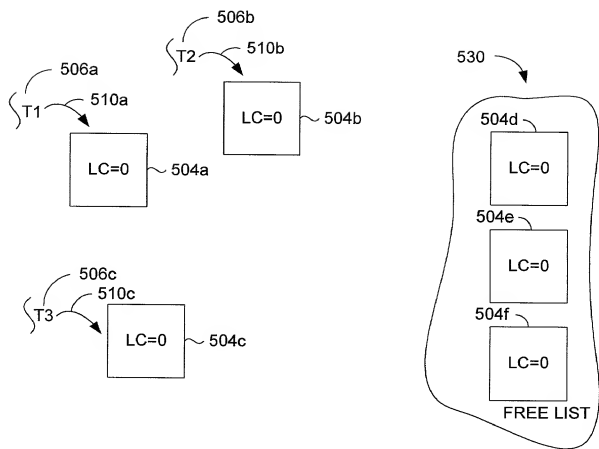 506b
T2
510b
530
506a
T1
510a
LC=0
504b
504d
LC=0
LC=0
504a
504e
LC=0
506c
T3
510c
504f
LC=0
504c
LC=0
FREE LIST